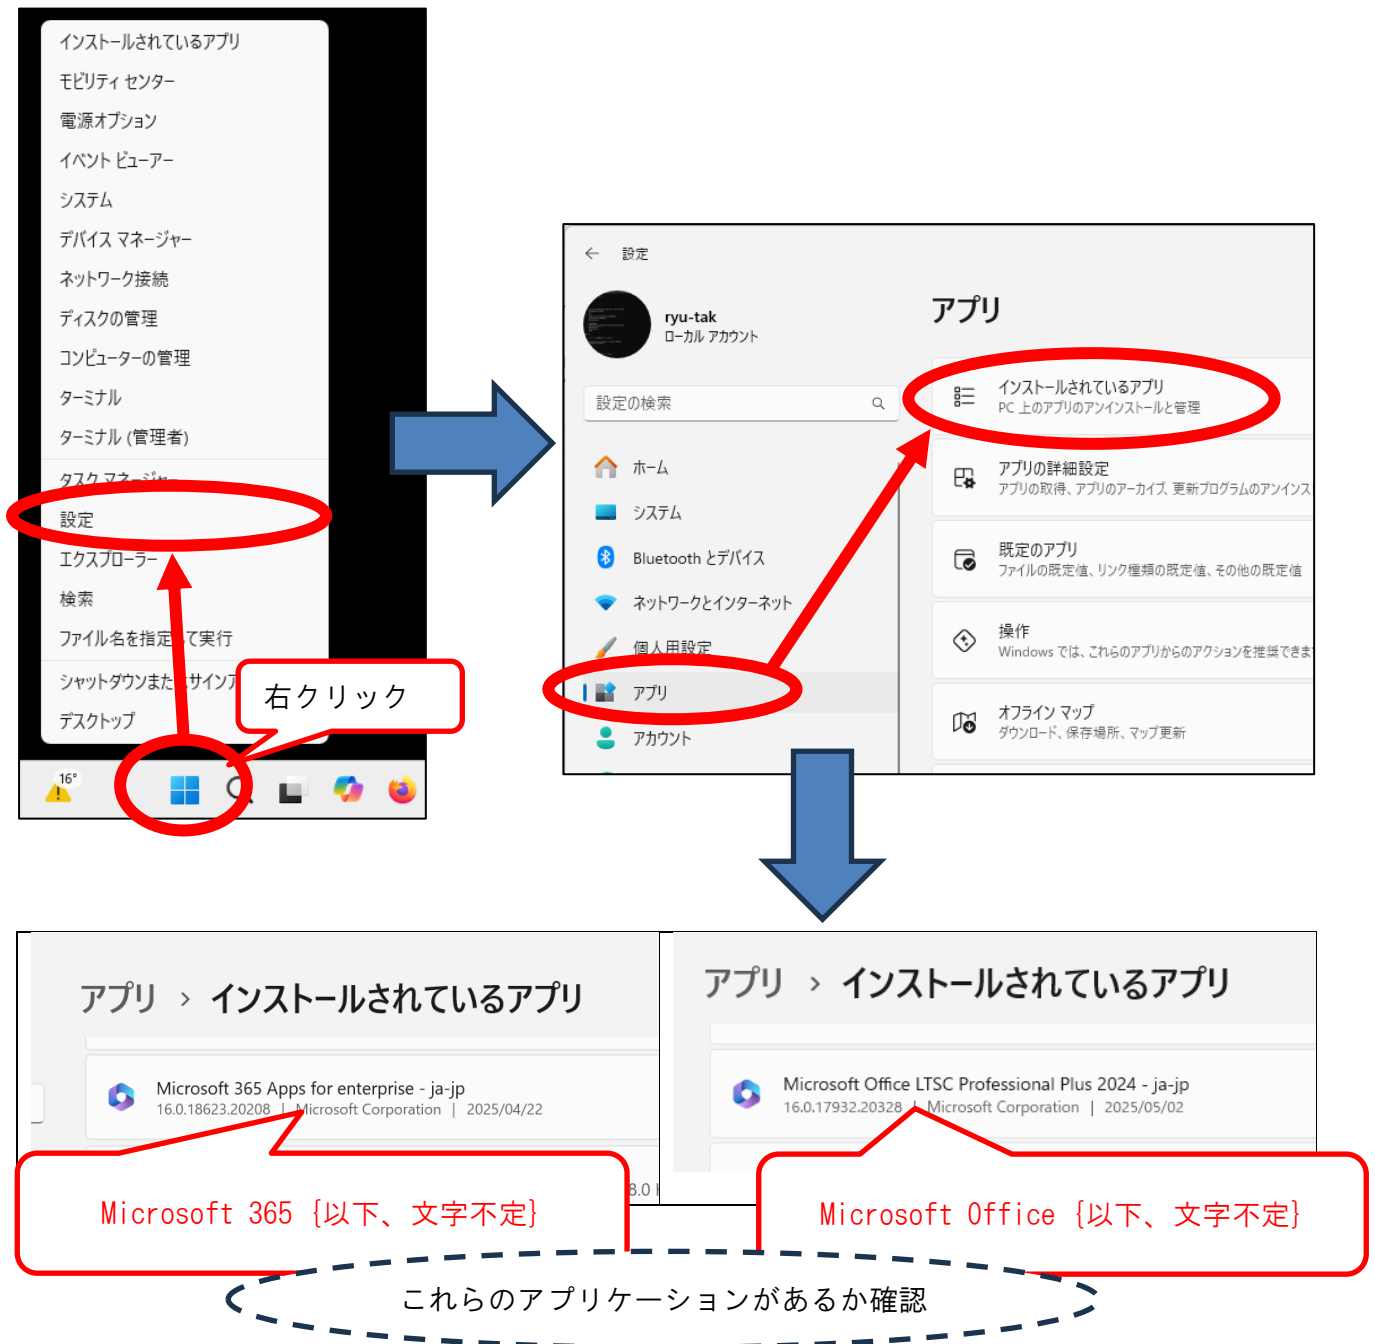 インストールされているアプリ
モビリティ センター
電源オプション
イベント ビューアー
システム
デバイス マネージャー
ネットワーク接続
ディスクの管理
コンピューターの管理
ターミナル
ターミナル (管理者)
タスク マネージャー
設定
エクスプローラー
検索
ファイル名を指定して実行
シャットダウンまたはサインア
デスクトップ
右クリック
16°
← 設定
ryu-tak
ローカル アカウント
設定の検索
ホーム
システム
Bluetooth とデバイス
ネットワークとインターネット
個人用設定
アプリ
アカウント
アプリ
インストールされているアプリ
PC 上のアプリのアンインストールと管理
アプリの詳細設定
アプリの取得、アプリのアーカイブ、更新プログラムのアンインス
既定のアプリ
ファイルの既定値、リンク種類の既定値、その他の既定値
操作
Windows では、これらのアプリからのアクションを推奨できま
オフライン マップ
ダウンロード、保存場所、マップ更新
アプリ › インストールされているアプリ
Microsoft 365 Apps for enterprise - ja-jp
16.0.18623.20208 | Microsoft Corporation | 2025/04/22
8.0
Microsoft 365 {以下、文字不定}
アプリ › インストールされているアプリ
Microsoft Office LTSC Professional Plus 2024 - ja-jp
16.0.17932.20328 | Microsoft Corporation | 2025/05/02
Microsoft Office {以下、文字不定}
これらのアプリケーションがあるか確認